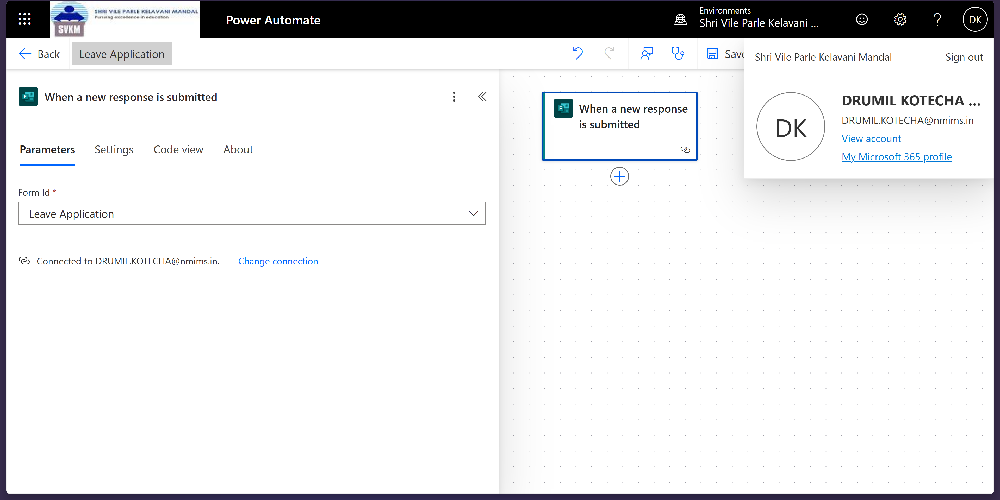 SHRI VILE PARLE KELAVANI MANDAL
Pursuing excellence in education
SVKM
Power Automate
Environments
Shri Vile Parle Kelavani ...
DK
Back
Leave Application
Save
Shri Vile Parle Kelavani Mandal
Sign out
DK
DRUMIL KOTECHA ...
DRUMIL.KOTECHA@nmims.in
View account
My Microsoft 365 profile
When a new response is submitted
Parameters
Settings
Code view
About
Form Id *
Leave Application
Connected to DRUMIL.KOTECHA@nmims.in.
Change connection
When a new response
is submitted